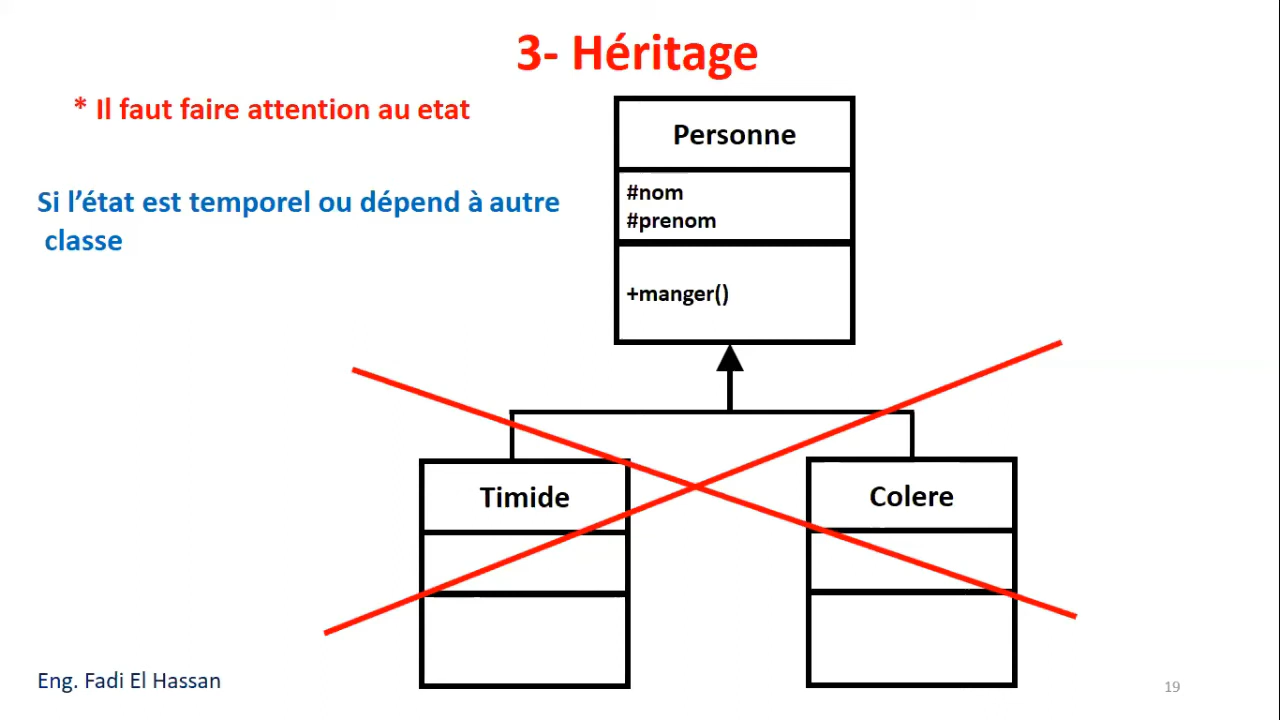 3- Héritage
* Il faut faire attention au etat
Si l'état est temporel ou dépend à autre
classe
Personne
#nom
#prenom
+manger()
Timide
Colere
Eng. Fadi El Hassan
19